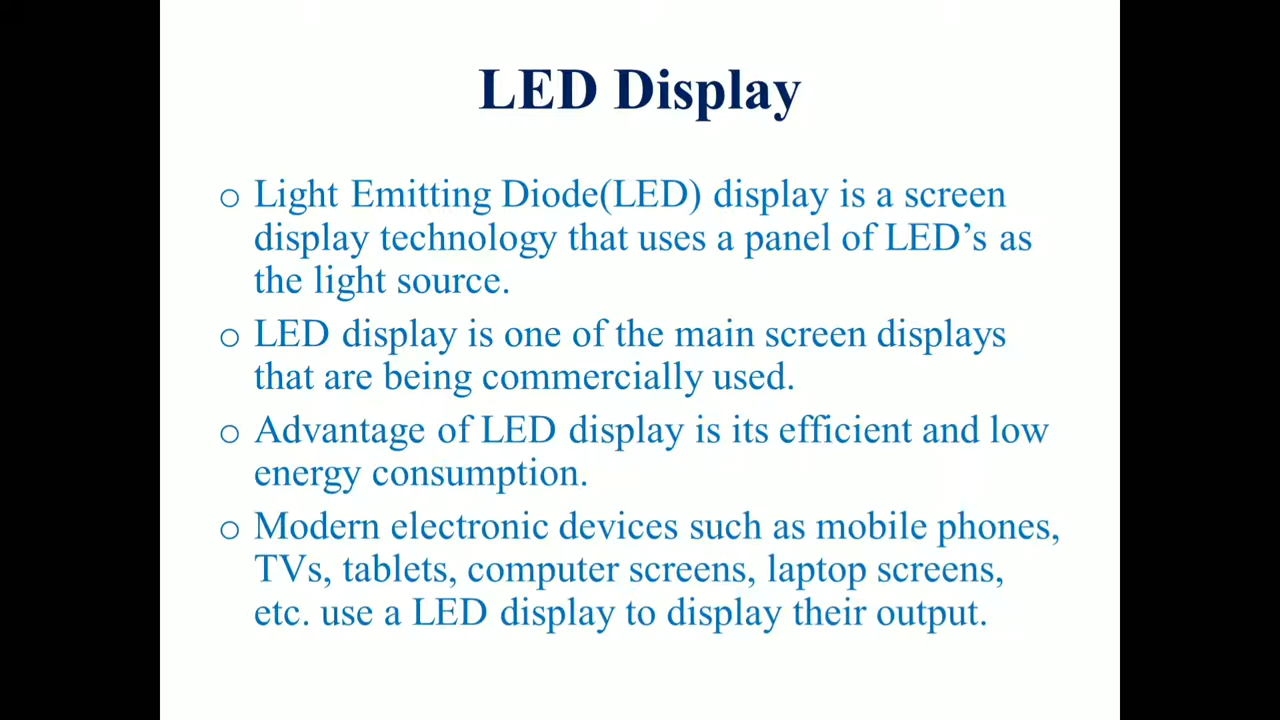 LED Display
o Light Emitting Diode(LED) display is a screen
display technology that uses a panel of LED’s as
the light source.
o LED display is one of the main screen displays
that are being commercially used.
o Advantage of LED display is its efficient and low
energy consumption.
o Modern electronic devices such as mobile phones,
TVs, tablets, computer screens, laptop screens,
etc. use a LED display to display their output.